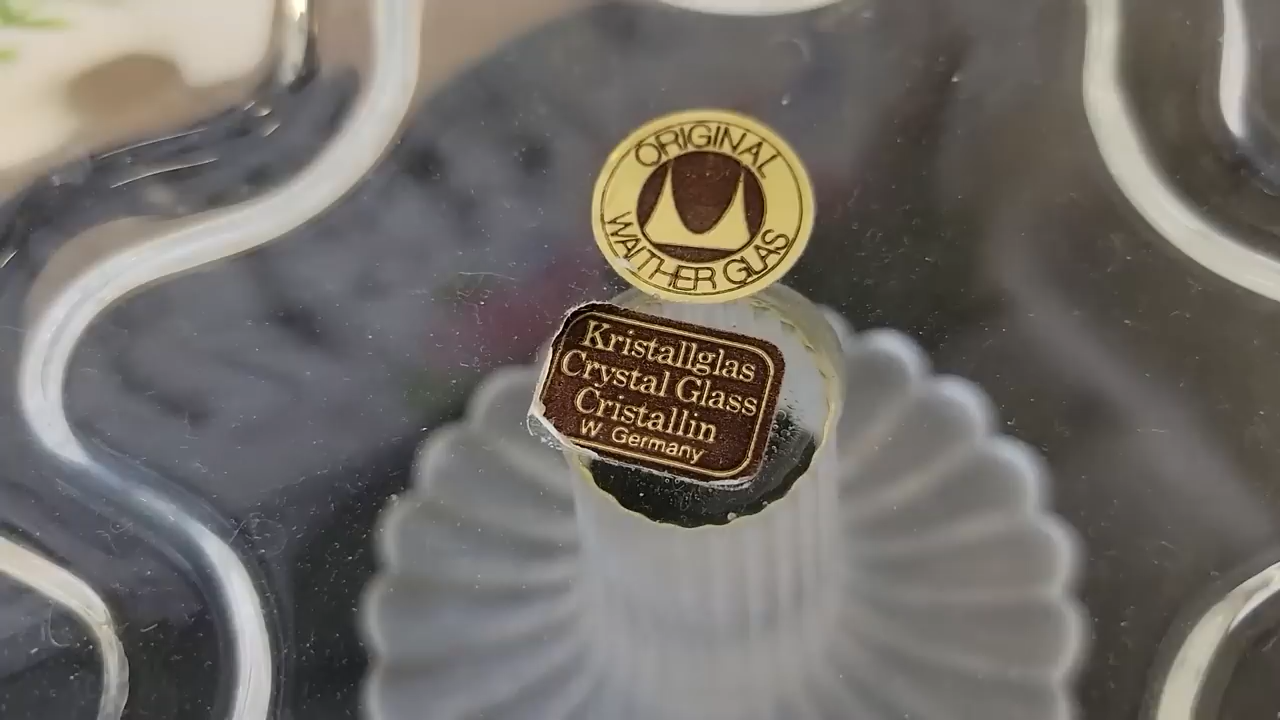 ORIGINAL
WALTHER GLAS
Kristallglas
Crystal Glass
Cristallin
W. Germany